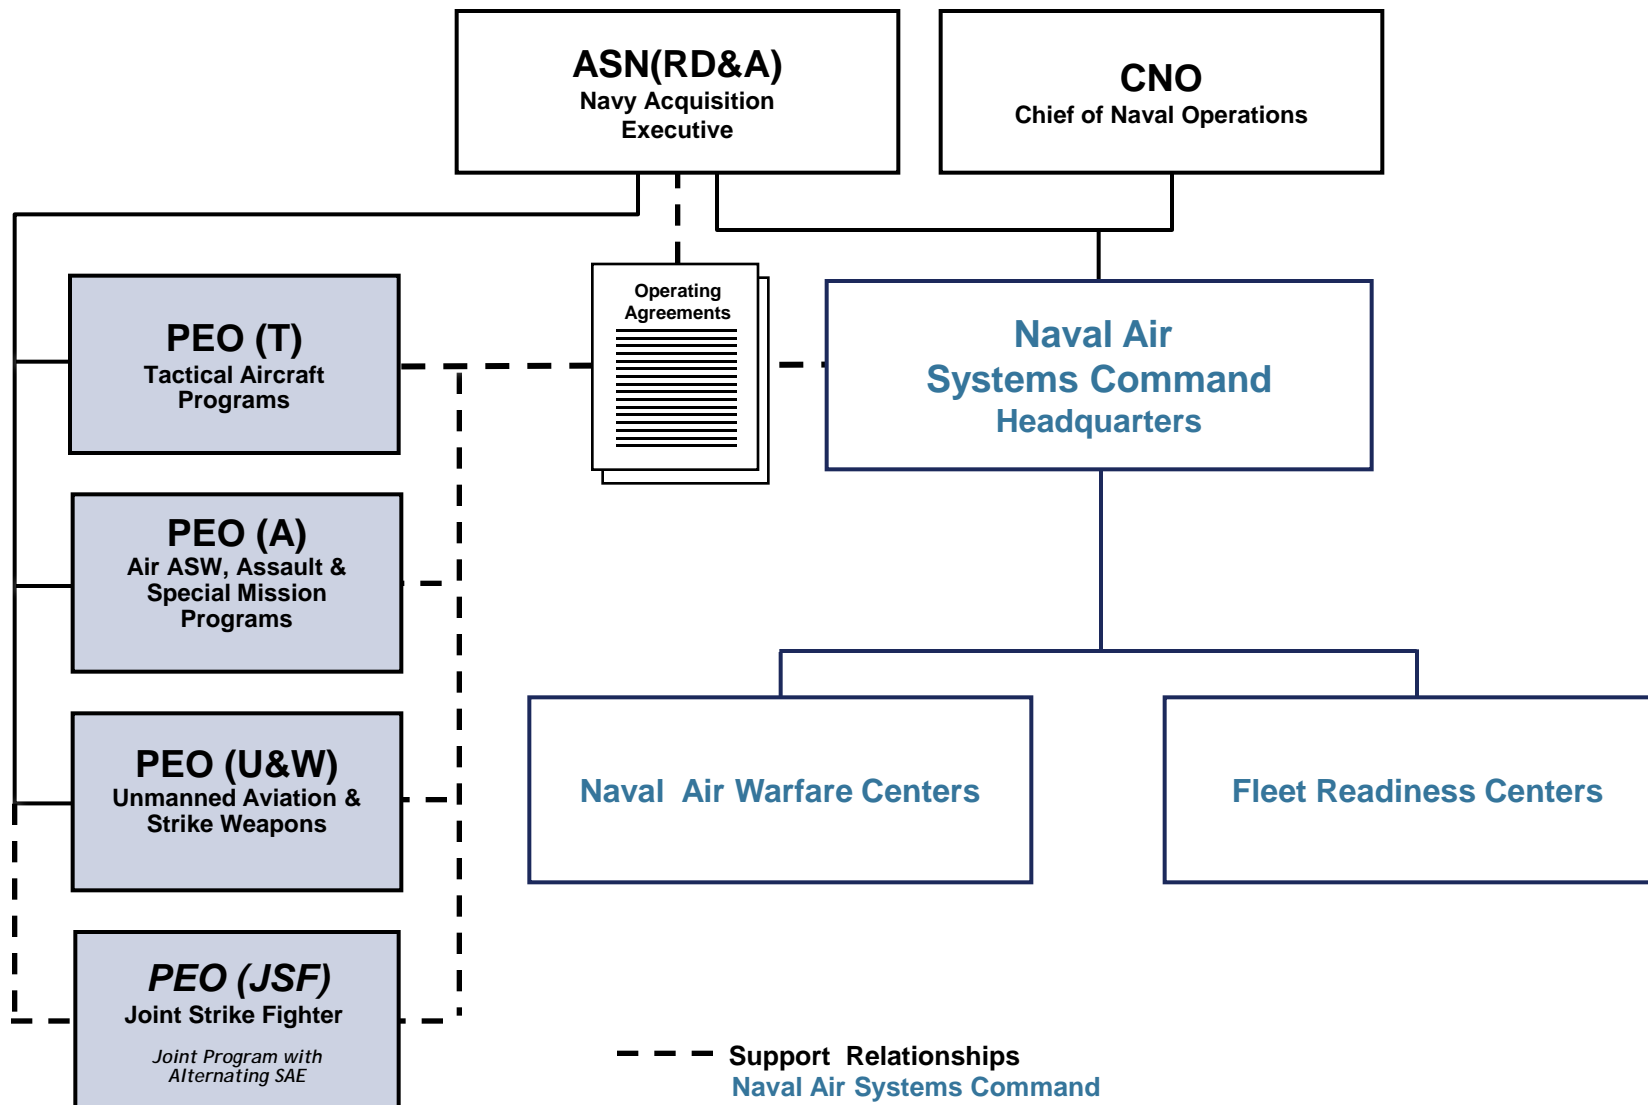 ASN(RD&A)
Navy Acquisition
Executive
CNO
Chief of Naval Operations
Operating
Agreements
Naval Air
Systems Command
Headquarters
PEO (T)
Tactical Aircraft
Programs
PEO (A)
Air ASW, Assault &
Special Mission
Programs
PEO (U&W)
Unmanned Aviation &
Strike Weapons
Naval Air Warfare Centers
Fleet Readiness Centers
PEO (JSF)
Joint Strike Fighter
Joint Program with
Alternating SAE
Support Relationships
Naval Air Systems Command